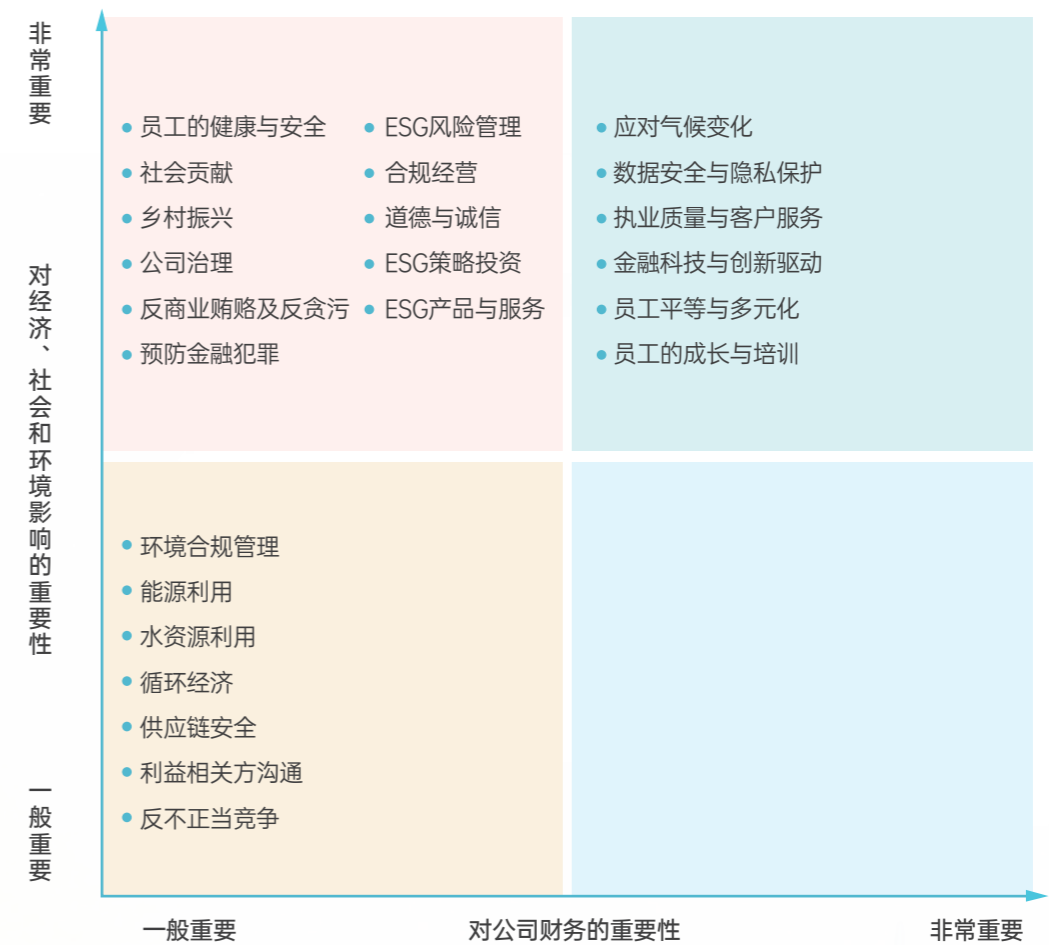 非常重要
对经济、社会和环境影响的重要性
一般重要
员工的健康与安全
社会贡献
乡村振兴
公司治理
反商业贿赂及反贪污
预防金融犯罪
ESG风险管理
合规经营
道德与诚信
ESG策略投资
ESG产品与服务
应对气候变化
数据安全与隐私保护
执业质量与客户服务
金融科技与创新驱动
员工平等与多元化
员工的成长与培训
环境合规管理
能源利用
水资源利用
循环经济
供应链安全
利益相关方沟通
反不正当竞争
一般重要
对公司财务的重要性
非常重要